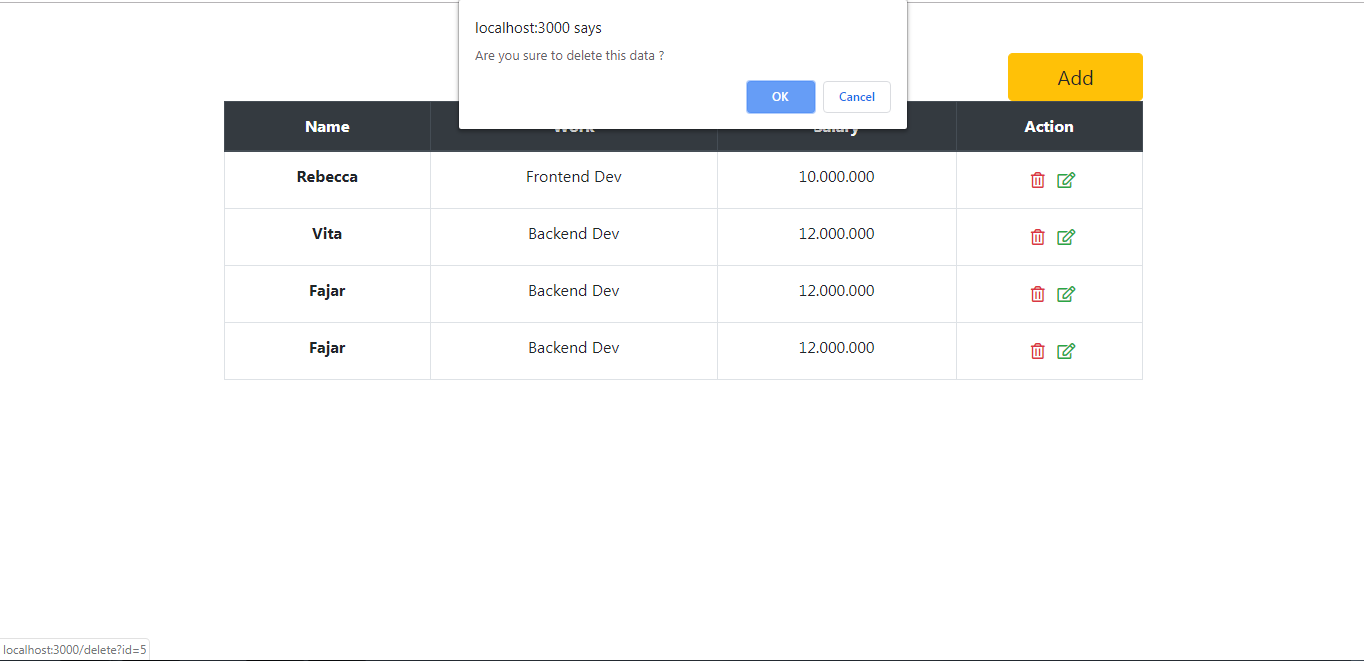 localhost:3000 says
Are you sure to delete this data ?
OK Cancel
Add
Name Work Salary Action
Rebecca Frontend Dev 10.000.000
Vita Backend Dev 12.000.000
Fajar Backend Dev 12.000.000
Fajar Backend Dev 12.000.000
localhost:3000/delete?id=5